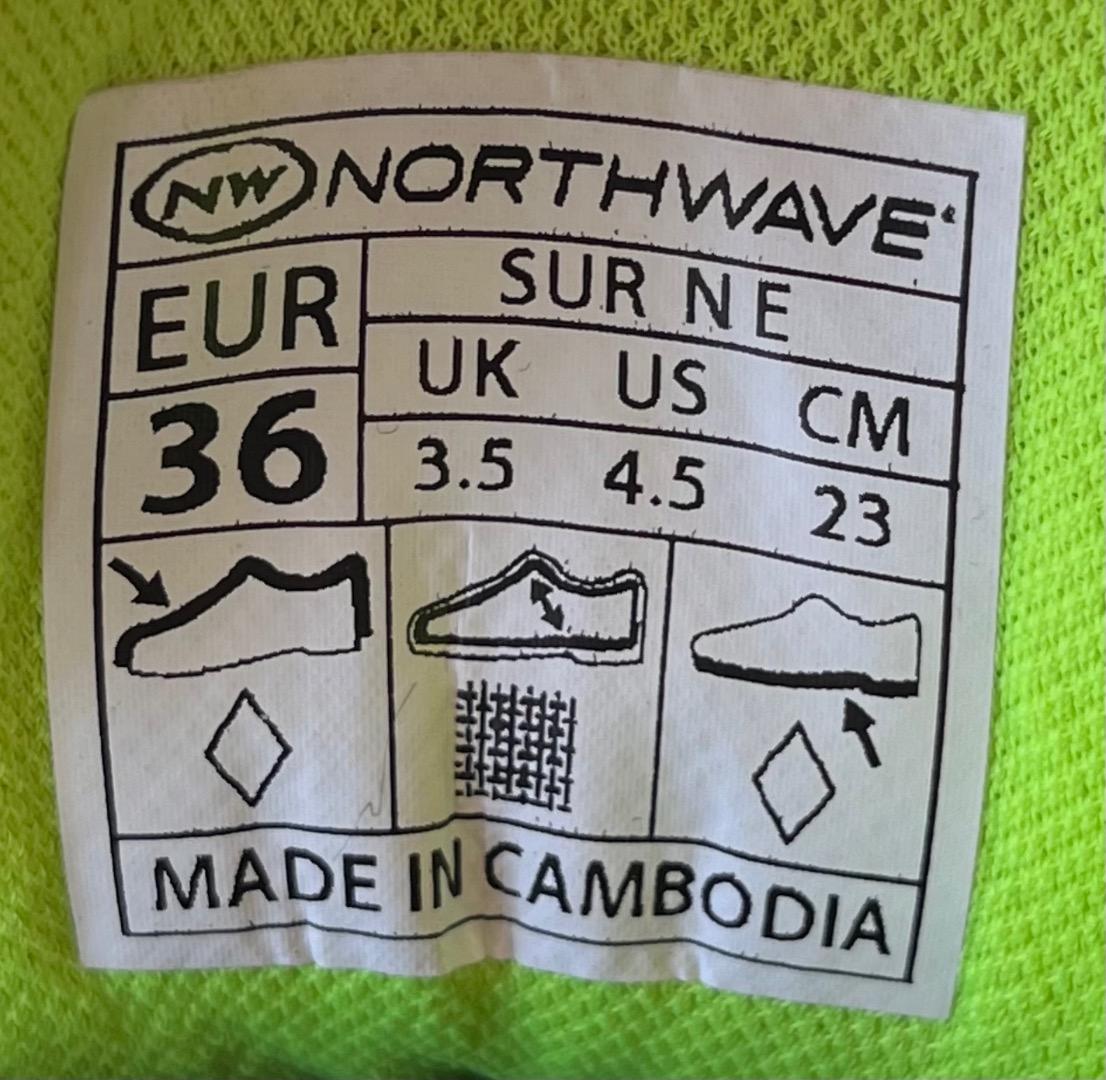 NW NORTHWAVE
EUR
SUR N E
UK US CM
36
3.5 4.5 23
MADE IN CAMBODIA